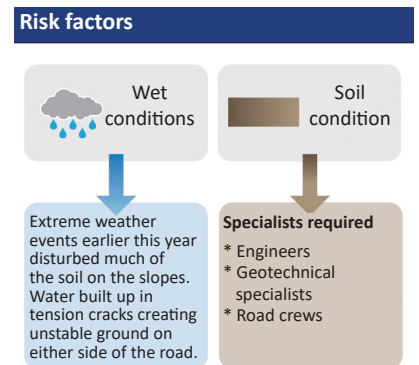 Risk factors
Wet
conditions
Soil
condition
Extreme weather
events earlier this year
disturbed much of
the soil on the slopes.
Water built up in
tension cracks creating
unstable ground on
either side of the road.
Specialists required
* Engineers
* Geotechnical
specialists
* Road crews